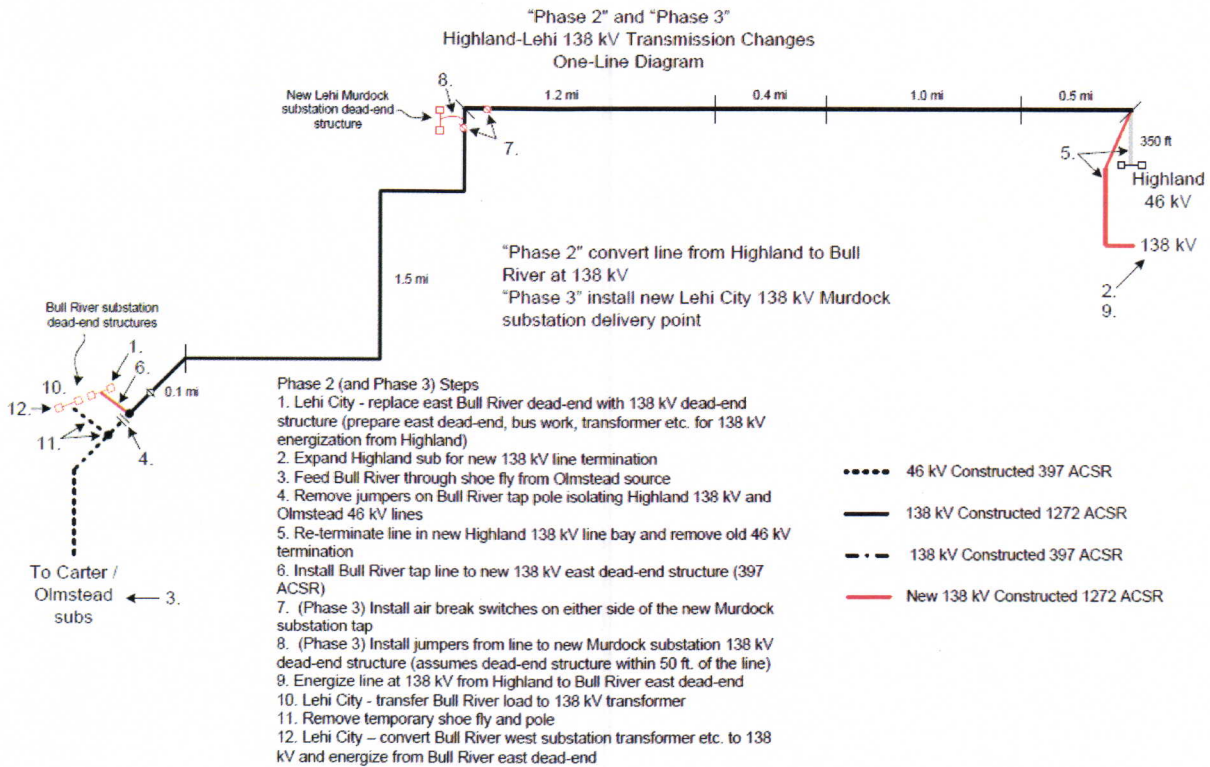 "Phase 2" and "Phase 3"
Highland-Lehi 138 kV Transmission Changes
One-Line Diagram
8.
New Lehi Murdock
substation dead-end
structure
1.2 mi
0.4 mi
1.0 mi
0.5 mi
7.
5.
350 ft
Highland
46 kV
138 kV
2.
9.
"Phase 2" convert line from Highland to Bull
River at 138 kV
"Phase 3" install new Lehi City 138 kV Murdock
substation delivery point
1.5 mi
Bull River substation
dead-end structures
1.
6.
10.
12.
0.1 mi
11.
4.
To Carter /
Olmstead
subs
3.
Phase 2 (and Phase 3) Steps
1. Lehi City - replace east Bull River dead-end with 138 kV dead-end
structure (prepare east dead-end, bus work, transformer etc. for 138 kV
energization from Highland)
2. Expand Highland sub for new 138 kV line termination
3. Feed Bull River through shoe fly from Olmstead source
4. Remove jumpers on Bull River tap pole isolating Highland 138 kV and
Olmstead 46 kV lines
5. Re-terminate line in new Highland 138 kV line bay and remove old 46 kV
termination
6. Install Bull River tap line to new 138 kV east dead-end structure (397
ACSR)
7. (Phase 3) Install air break switches on either side of the new Murdock
substation tap
8. (Phase 3) Install jumpers from line to new Murdock substation 138 kV
dead-end structure (assumes dead-end structure within 50 ft. of the line)
9. Energize line at 138 kV from Highland to Bull River east dead-end
10. Lehi City - transfer Bull River load to 138 kV transformer
11. Remove temporary shoe fly and pole
12. Lehi City – convert Bull River west substation transformer etc. to 138
kV and energize from Bull River east dead-end
46 kV Constructed 397 ACSR
138 kV Constructed 1272 ACSR
138 kV Constructed 397 ACSR
New 138 kV Constructed 1272 ACSR